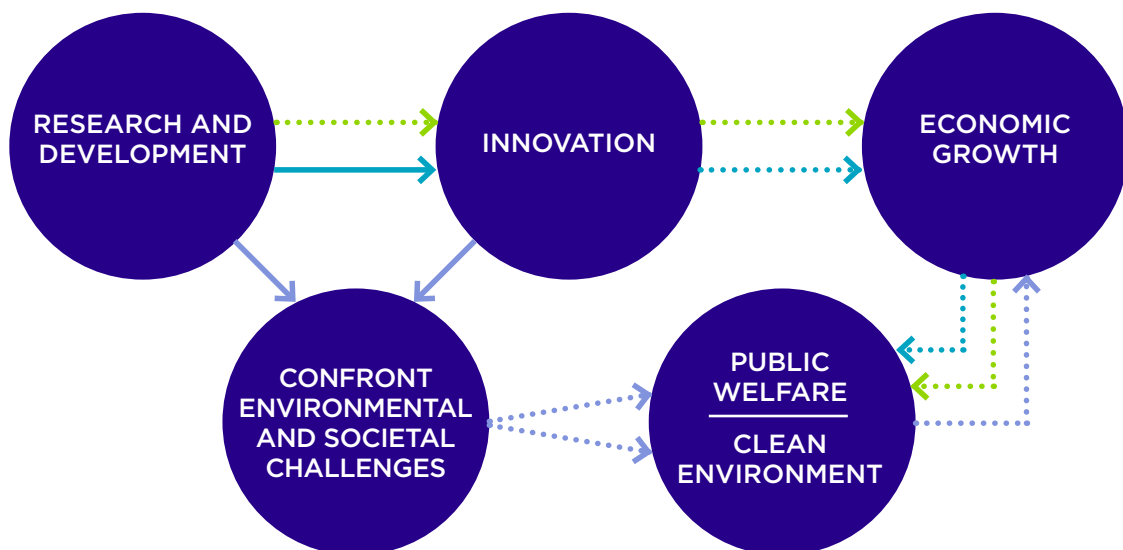 RESEARCH AND
DEVELOPMENT
INNOVATION
ECONOMIC
GROWTH
CONFRONT
ENVIRONMENTAL
AND SOCIETAL
CHALLENGES
PUBLIC
WELFARE
CLEAN
ENVIRONMENT